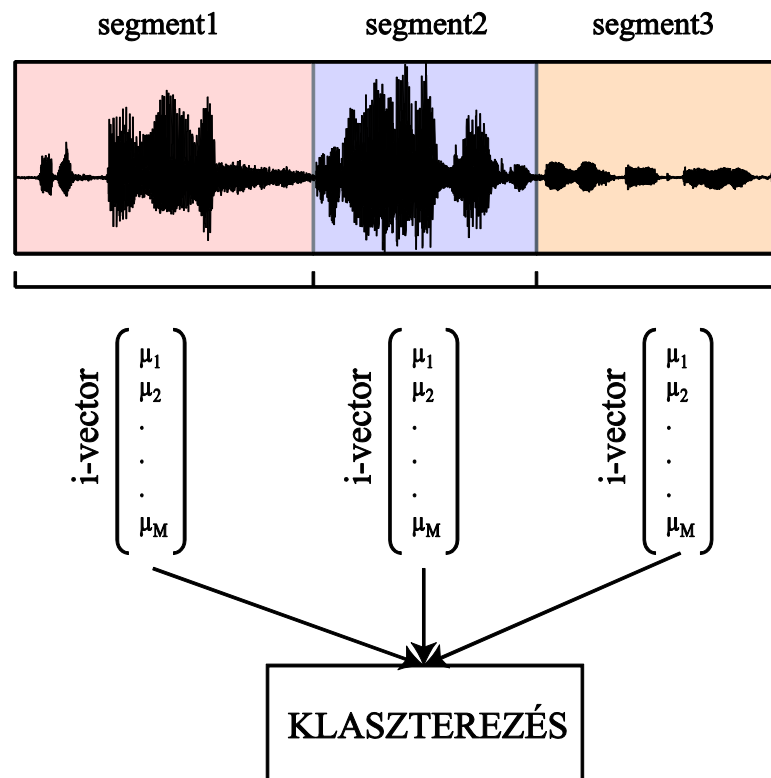 segment1 segment2 segment3
i-vector
μ1
μ2
.
.
.
μM
i-vector
μ1
μ2
.
.
.
μM
i-vector
μ1
μ2
.
.
.
μM
KLASZTEREZÉS